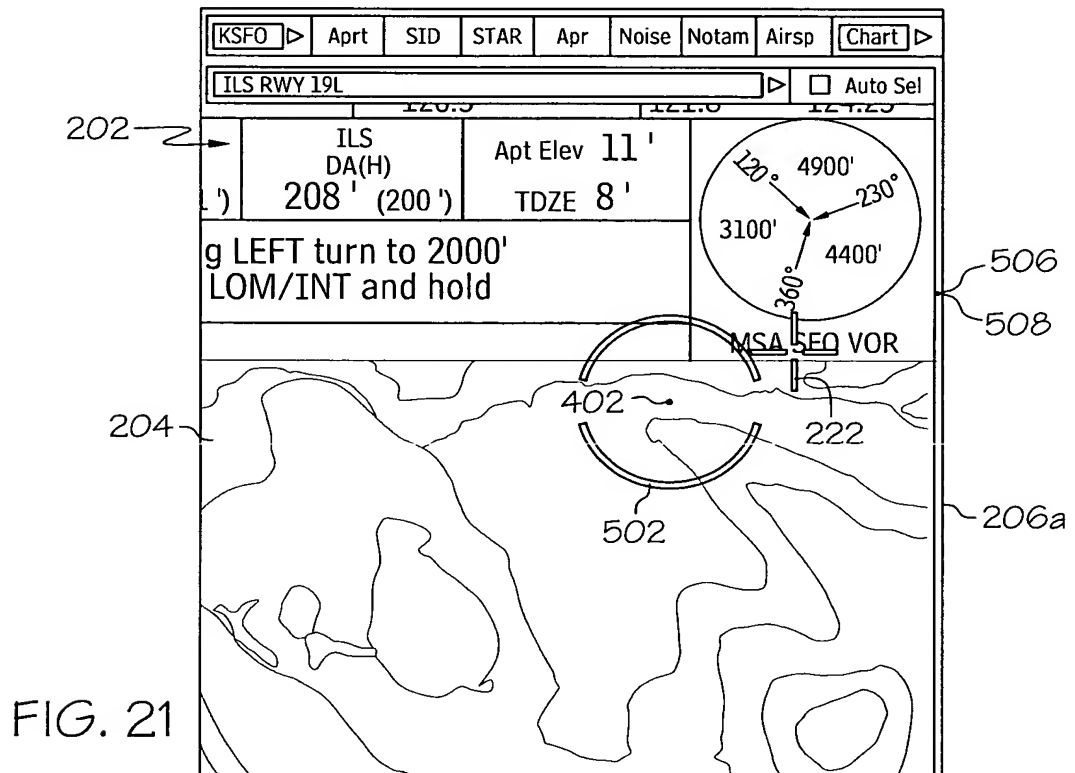 KSFO Aprt SID STAR Apr Noise Notam Airsp Chart
ILS RWY 19L Auto Sel
202
ILS
DA(H)
208' (200')
Apt Elev 11'
TDZE 8'
120° 4900' 230°
3100' 4400'
360°
g LEFT turn to 2000'
LOM/INT and hold
MSA SFO VOR
506
508
402
204
222
502
206a
FIG. 21